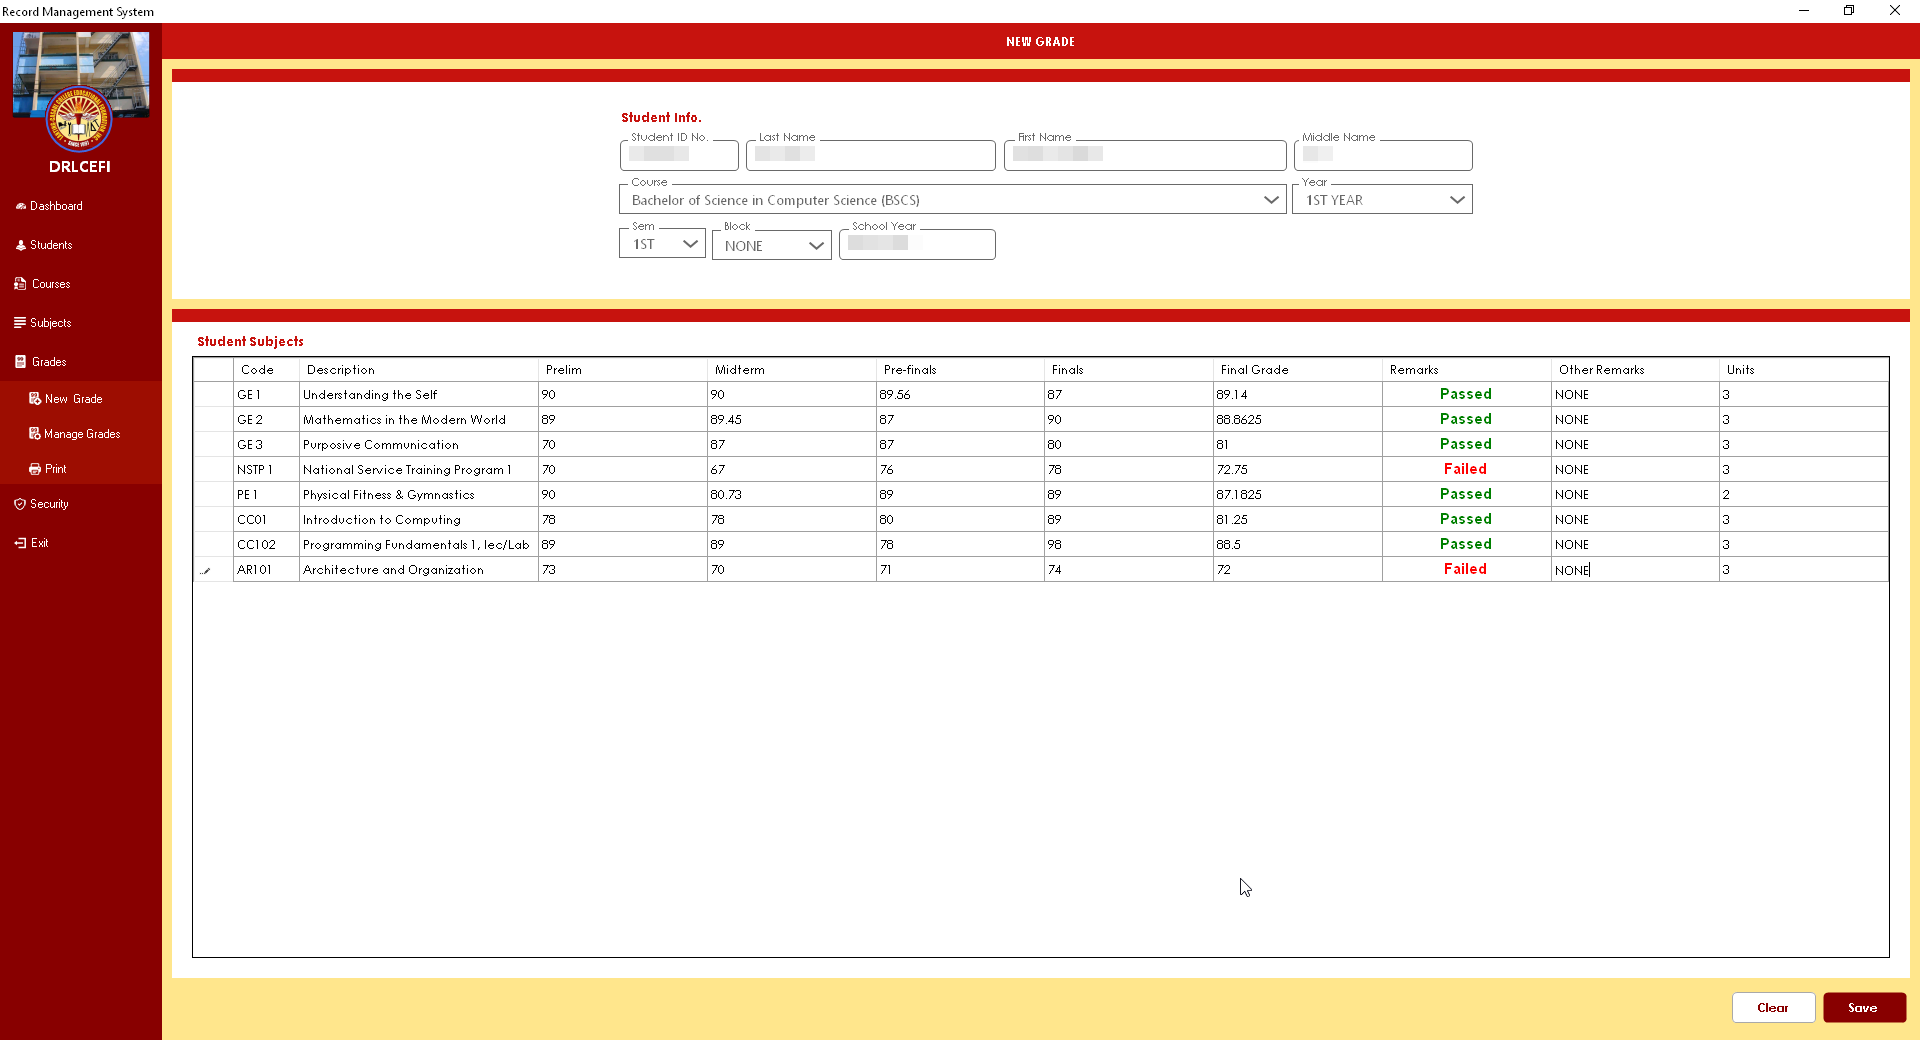 Record Management System
NEW GRADE
DRLCEFI
Dashboard
Students
Courses
Subjects
Grades
New Grade
Manage Grades
Print
Security
Exit
Student Info.
Student ID No. Last Name First Name Middle Name
Course Year
Bachelor of Science in Computer Science (BSCS) 1ST YEAR
Sem Block School Year
1ST NONE
Student Subjects
Code Description Prelim Midterm Pre-finals Finals Final Grade Remarks Other Remarks Units
GE 1 Understanding the Self 90 90 89.56 87 89.14 Passed NONE 3
GE 2 Mathematics in the Modern World 89 89.45 87 90 88.8625 Passed NONE 3
GE 3 Purposive Communication 70 87 87 80 81 Passed NONE 3
NSTP 1 National Service Training Program 1 70 67 76 78 72.75 Failed NONE 3
PE 1 Physical Fitness & Gymnastics 90 80.73 89 89 87.1825 Passed NONE 2
CC01 Introduction to Computing 78 78 80 89 81.25 Passed NONE 3
CC102 Programming Fundamentals 1, lec/Lab 89 89 78 98 88.5 Passed NONE 3
AR101 Architecture and Organization 73 70 71 74 72 Failed NONE 3
Clear Save